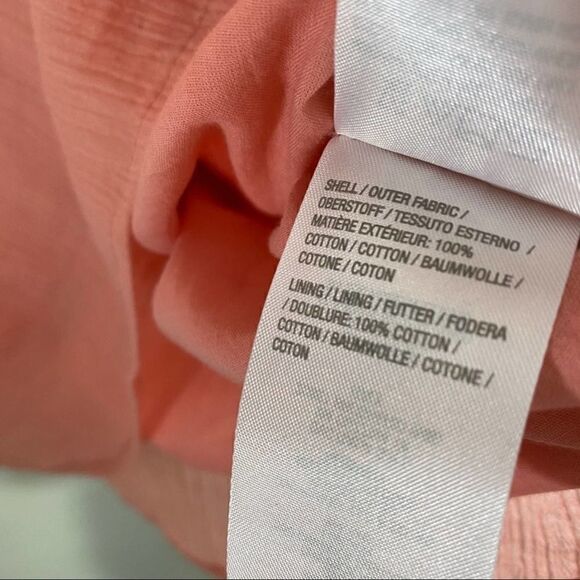 SHELL / OUTER FABRIC /
OBERSTOFF / TESSUTO ESTERNO /
MATIÈRE EXTÉRIEUR: 100%
COTTON / COTTON / BAUMWOLLE /
COTONE / COTON
LINING / LINING / FUTTER / FODERA
/ DOUBLURE: 100% COTTON /
COTTON / BAUMWOLLE / COTONE /
COTON